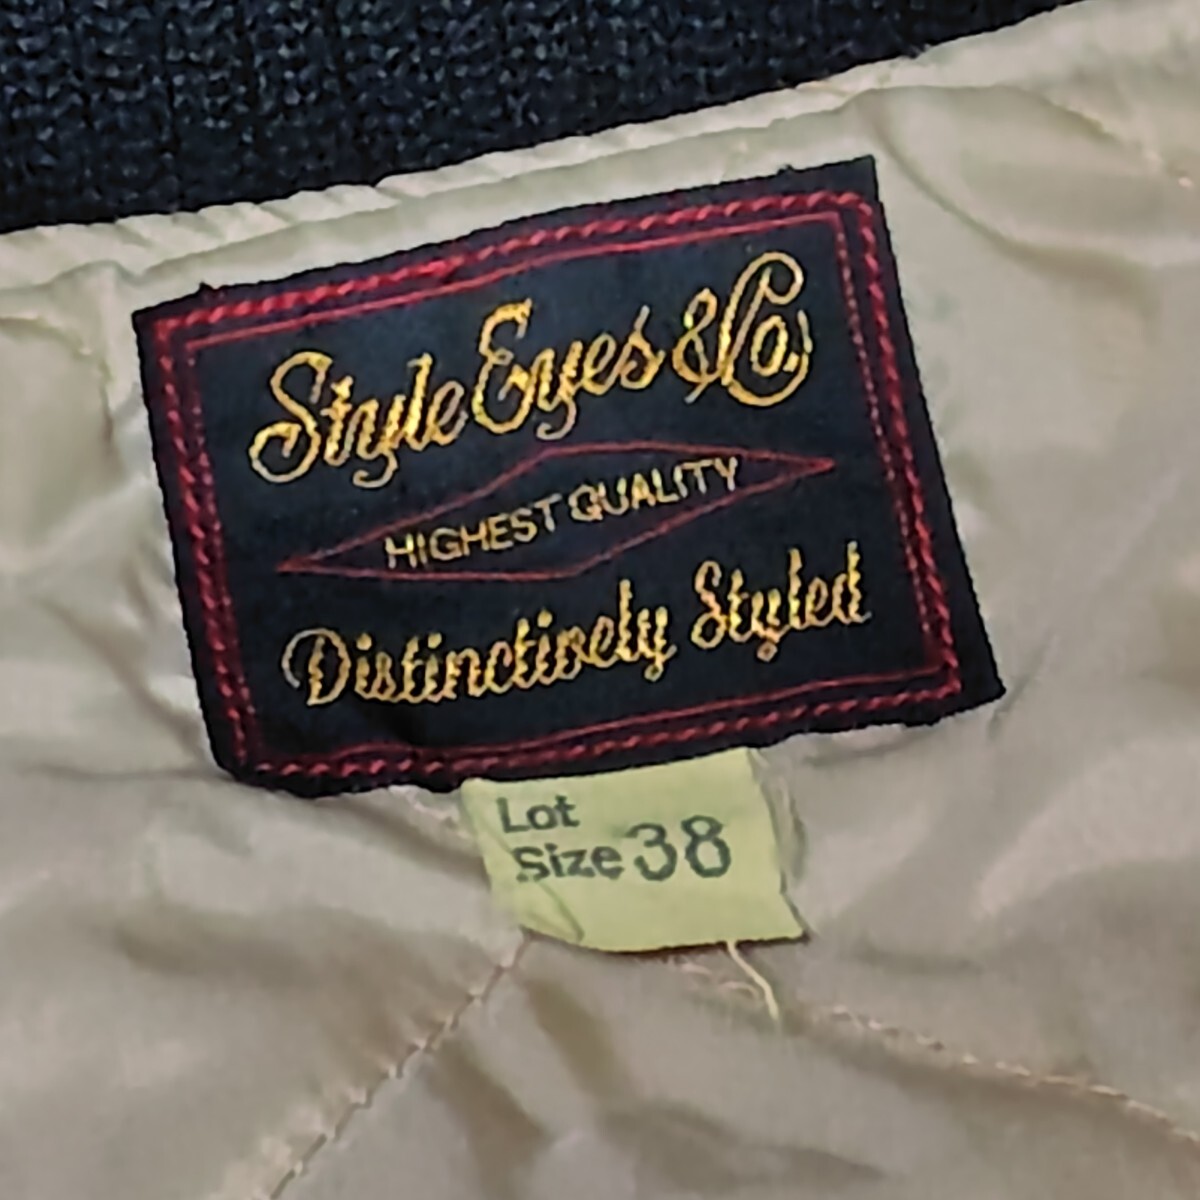 Style Eyes & Co.
HIGHEST QUALITY
Distinctively Styled
Lot
Size 38